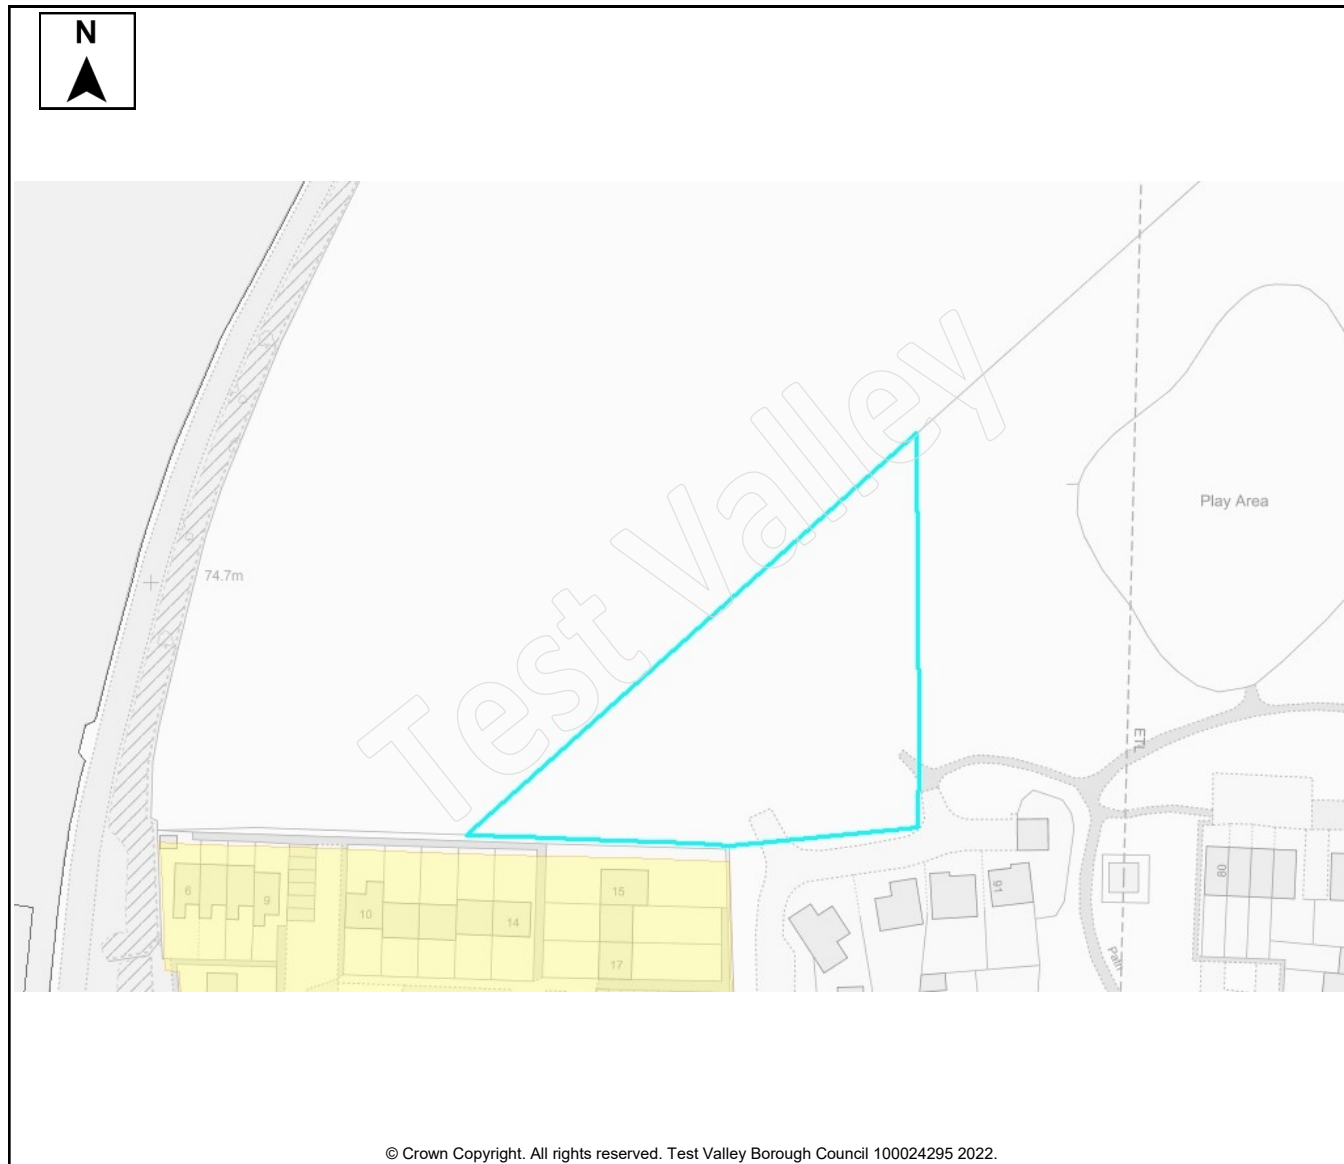 N
Test Valley
Play Area
74.7m
ETL
6
9
10
14
15
17
91
80
Path
© Crown Copyright. All rights reserved. Test Valley Borough Council 100024295 2022.